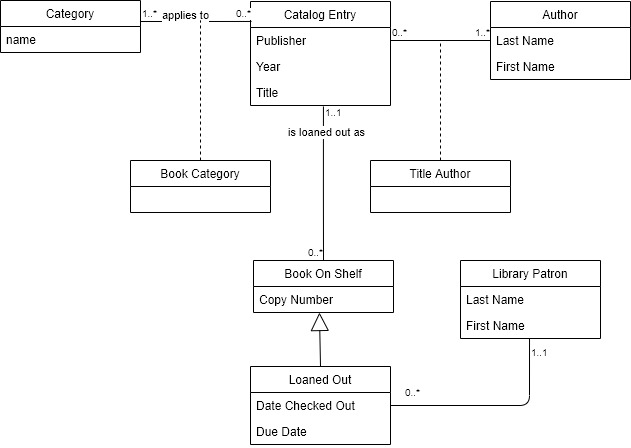 Category
name
1..*
applies to
0..*
Catalog Entry
Publisher
Year
Title
0..*
1..*
Author
Last Name
First Name
1..1
is loaned out as
0..*
Book Category
Title Author
Book On Shelf
Copy Number
Library Patron
Last Name
First Name
1..1
0..*
Loaned Out
Date Checked Out
Due Date